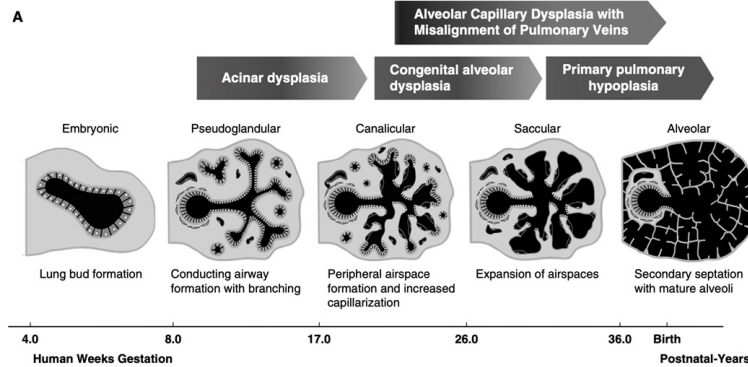 A
Alveolar Capillary Dysplasia with
Misalignment of Pulmonary Veins
Acinar dysplasia
Congenital alveolar
dysplasia
Primary pulmonary
hypoplasia
Embryonic
Pseudoglandular
Canalicular
Saccular
Alveolar
Lung bud formation
Conducting airway
formation with branching
Peripheral airspace
formation and increased
capillarization
Expansion of airspaces
Secondary septation
with mature alveoli
4.0
8.0
17.0
26.0
36.0
Birth
Human Weeks Gestation
Postnatal-Years